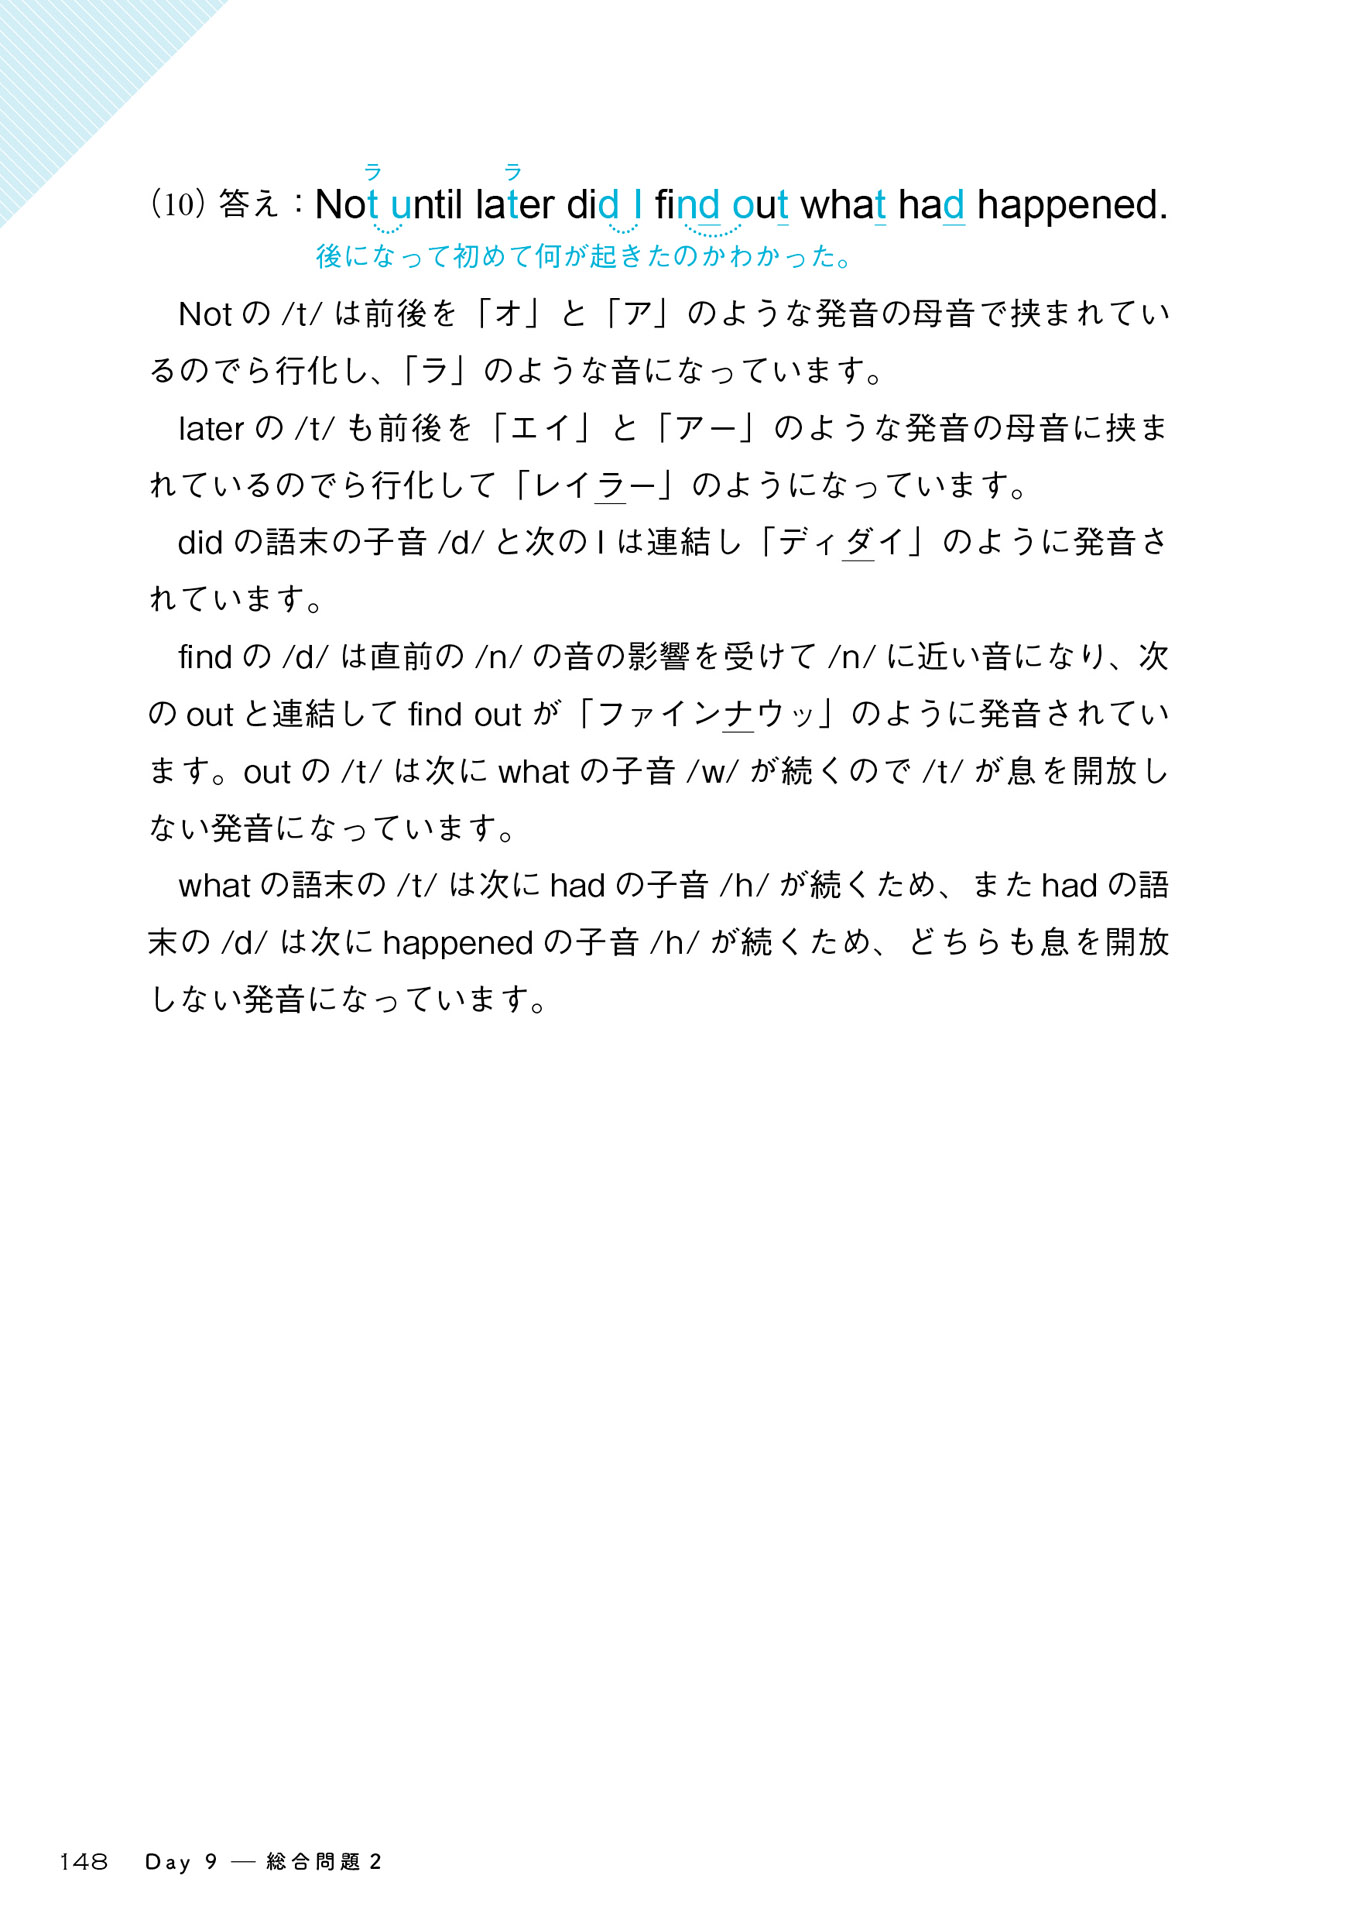 ラ ラ
（10）答え：Not until later did I find out what had happened.
後になって初めて何が起きたのかわかった。
Not の /t/ は前後を「オ」と「ア」のような発音の母音で挟まれてい
るのでら行化し、「ラ」のような音になっています。
later の /t/ も前後を「エイ」と「アー」のような発音の母音に挟ま
れているのでら行化して「レイラー」のようになっています。
did の語末の子音 /d/ と次の I は連結し「ディダイ」のように発音さ
れています。
find の /d/ は直前の /n/ の音の影響を受けて /n/ に近い音になり、次
の out と連結して find out が「ファインナウッ」のように発音されてい
ます。out の /t/ は次に what の子音 /w/ が続くので /t/ が息を開放し
ない発音になっています。
what の語末の /t/ は次に had の子音 /h/ が続くため、また had の語
末の /d/ は次に happened の子音 /h/ が続くため、どちらも息を開放
しない発音になっています。
148 Day 9 — 総合問題 2